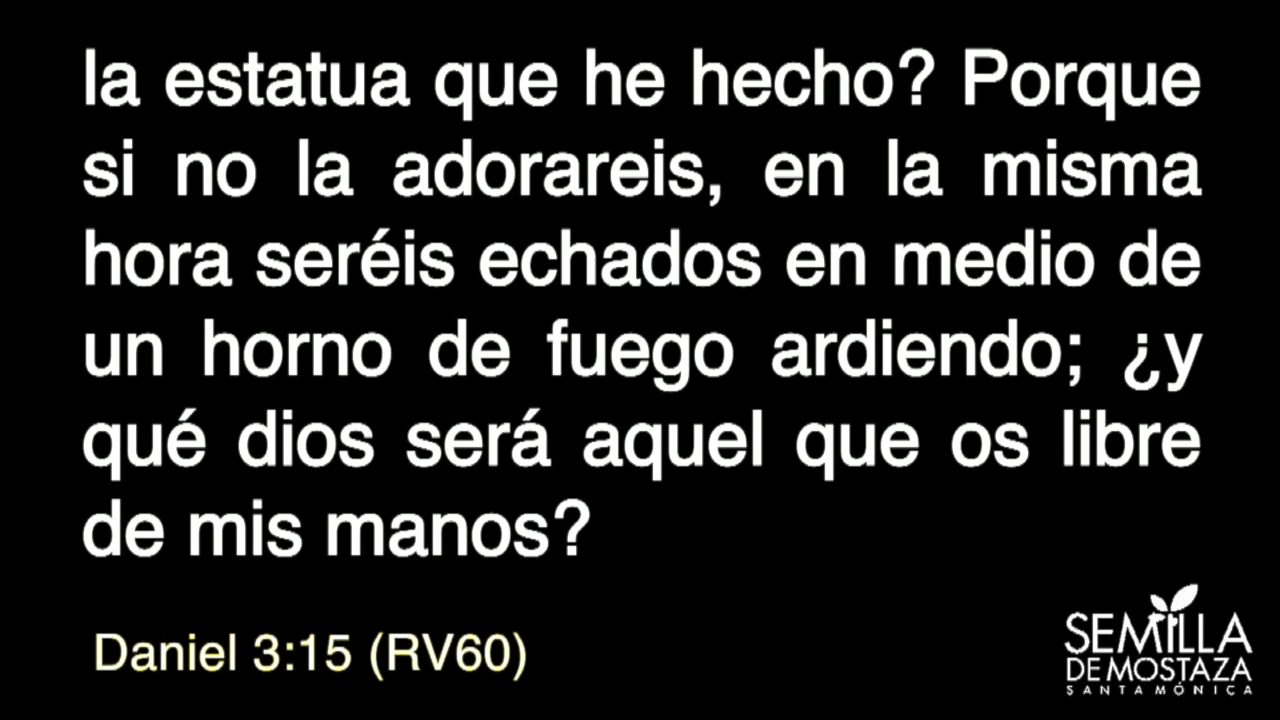 la estatua que he hecho? Porque
si no la adorareis, en la misma
hora seréis echados en medio de
un horno de fuego ardiendo; ¿y
qué dios será aquel que os libre
de mis manos?
Daniel 3:15 (RV60)
SEMILLA
DE MOSTAZA
SANTA MÓNICA